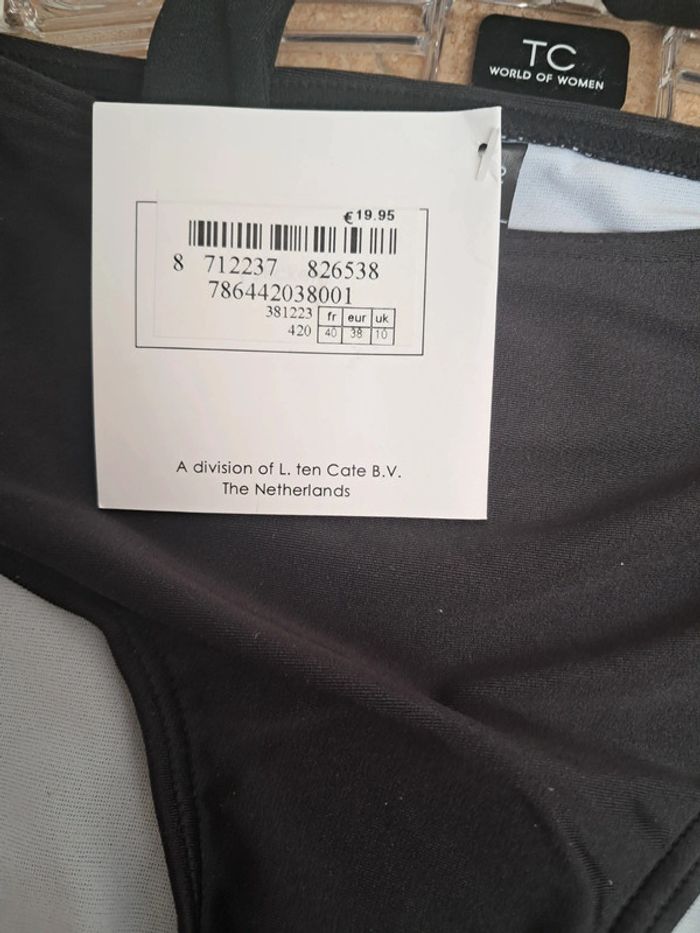 TC
WORLD OF WOMEN
€19.95
8 712237 826538
786442038001
381223 fr eur uk
420 40 38 10
A division of L. ten Cate B.V.
The Netherlands